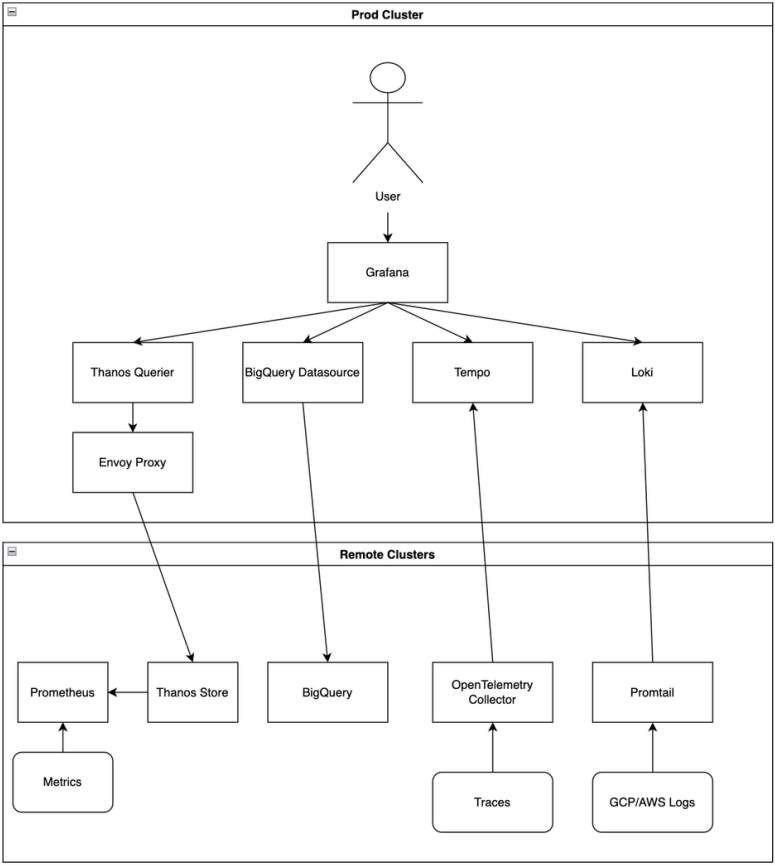 Prod Cluster
User
Grafana
Thanos Querier
BigQuery Datasource
Tempo
Loki
Envoy Proxy
Remote Clusters
Prometheus
Thanos Store
BigQuery
OpenTelemetry
Collector
Promtail
Metrics
Traces
GCP/AWS Logs